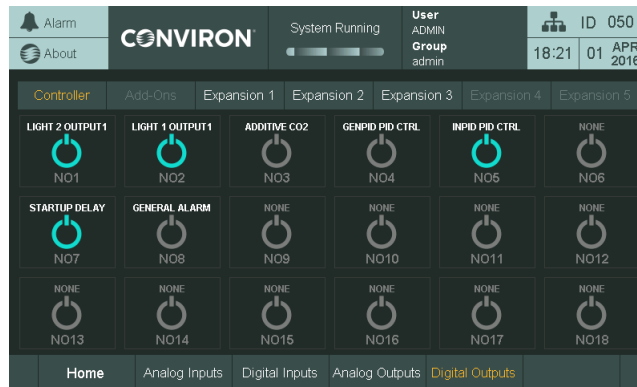 Alarm
About
CONVIRON
System Running
User
ADMIN
Group
admin
ID 050
18:21
01 APR 2016
Controller Add-Ons Expansion 1 Expansion 2 Expansion 3 Expansion 4 Expansion 5
LIGHT 2 OUTPUT1 LIGHT 1 OUTPUT1 ADDITIVE CO2 GENPID PID CTRL INPID PID CTRL NONE
NO1 NO2 NO3 NO4 NO5 NO6
STARTUP DELAY GENERAL ALARM NONE NONE NONE NONE
NO7 NO8 NO9 NO10 NO11 NO12
NONE NONE NONE NONE NONE NONE
NO13 NO14 NO15 NO16 NO17 NO18
Home Analog Inputs Digital Inputs Analog Outputs Digital Outputs